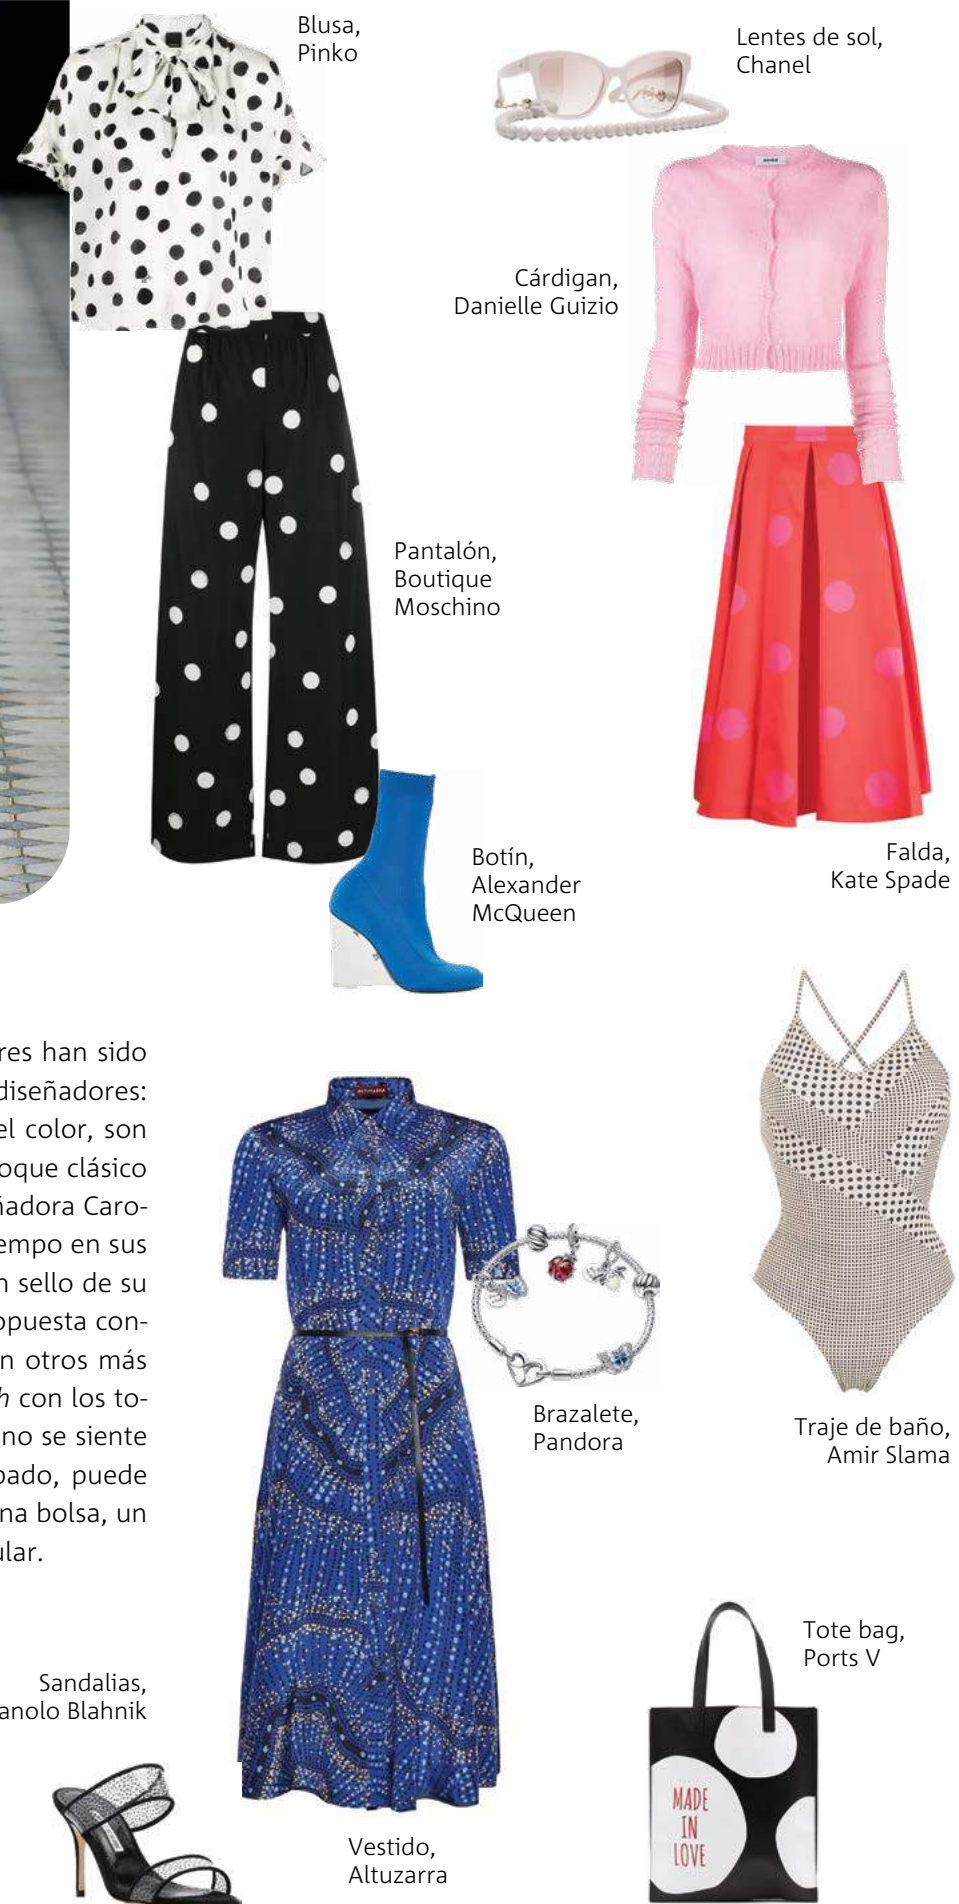 Blusa,
Pinko
Lentes de sol,
Chanel
Cárdigan,
Danielle Guizio
Pantalón,
Boutique
Moschino
Falda,
Kate Spade
Botín,
Alexander
McQueen
res han sido
diseñadores:
el color, son
oque clásico
ñadora Caro-
empo en sus
n sello de su
opuesta con-
n otros más
h con los to-
no se siente
pado, puede
na bolsa, un
ular.
Brazalete,
Pandora
Traje de baño,
Amir Slama
Tote bag,
Ports V
Sandalias,
anolo Blahnik
MADE
IN
LOVE
Vestido,
Altuzarra